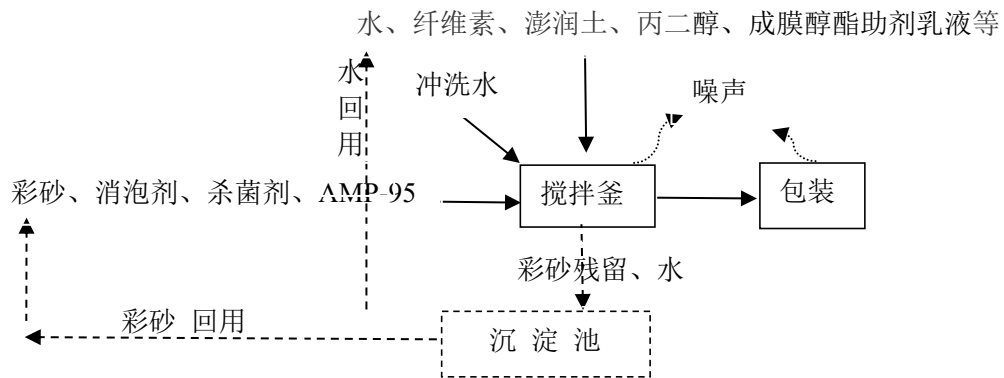 水、纤维素、澎润土、丙二醇、成膜醇酯助剂乳液等
水回用
冲洗水
噪声
彩砂、消泡剂、杀菌剂、AMP-95
搅拌釜
包装
彩砂残留、水
彩砂 回用
沉 淀 池